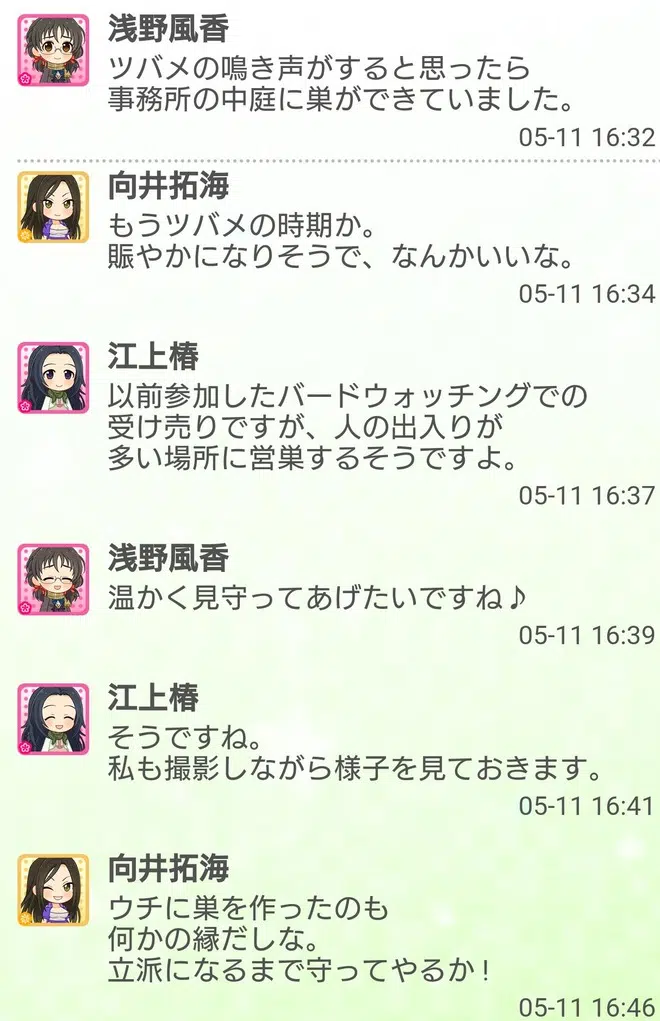 浅野風香
ツバメの鳴き声がすると思ったら
事務所の中庭に巣ができていました。
05-11 16:32
向井拓海
もうツバメの時期か。
賑やかになりそうで、なんかいいな。
05-11 16:34
江上椿
以前参加したバードウォッチングでの
受け売りですが、人の出入りが
多い場所に営巣するそうですよ。
05-11 16:37
浅野風香
温かく見守ってあげたいですね♪
05-11 16:39
江上椿
そうですね。
私も撮影しながら様子を見ておきます。
05-11 16:41
向井拓海
ウチに巣を作ったのも
何かの縁だしな。
立派になるまで守ってやるか!
05-11 16:46